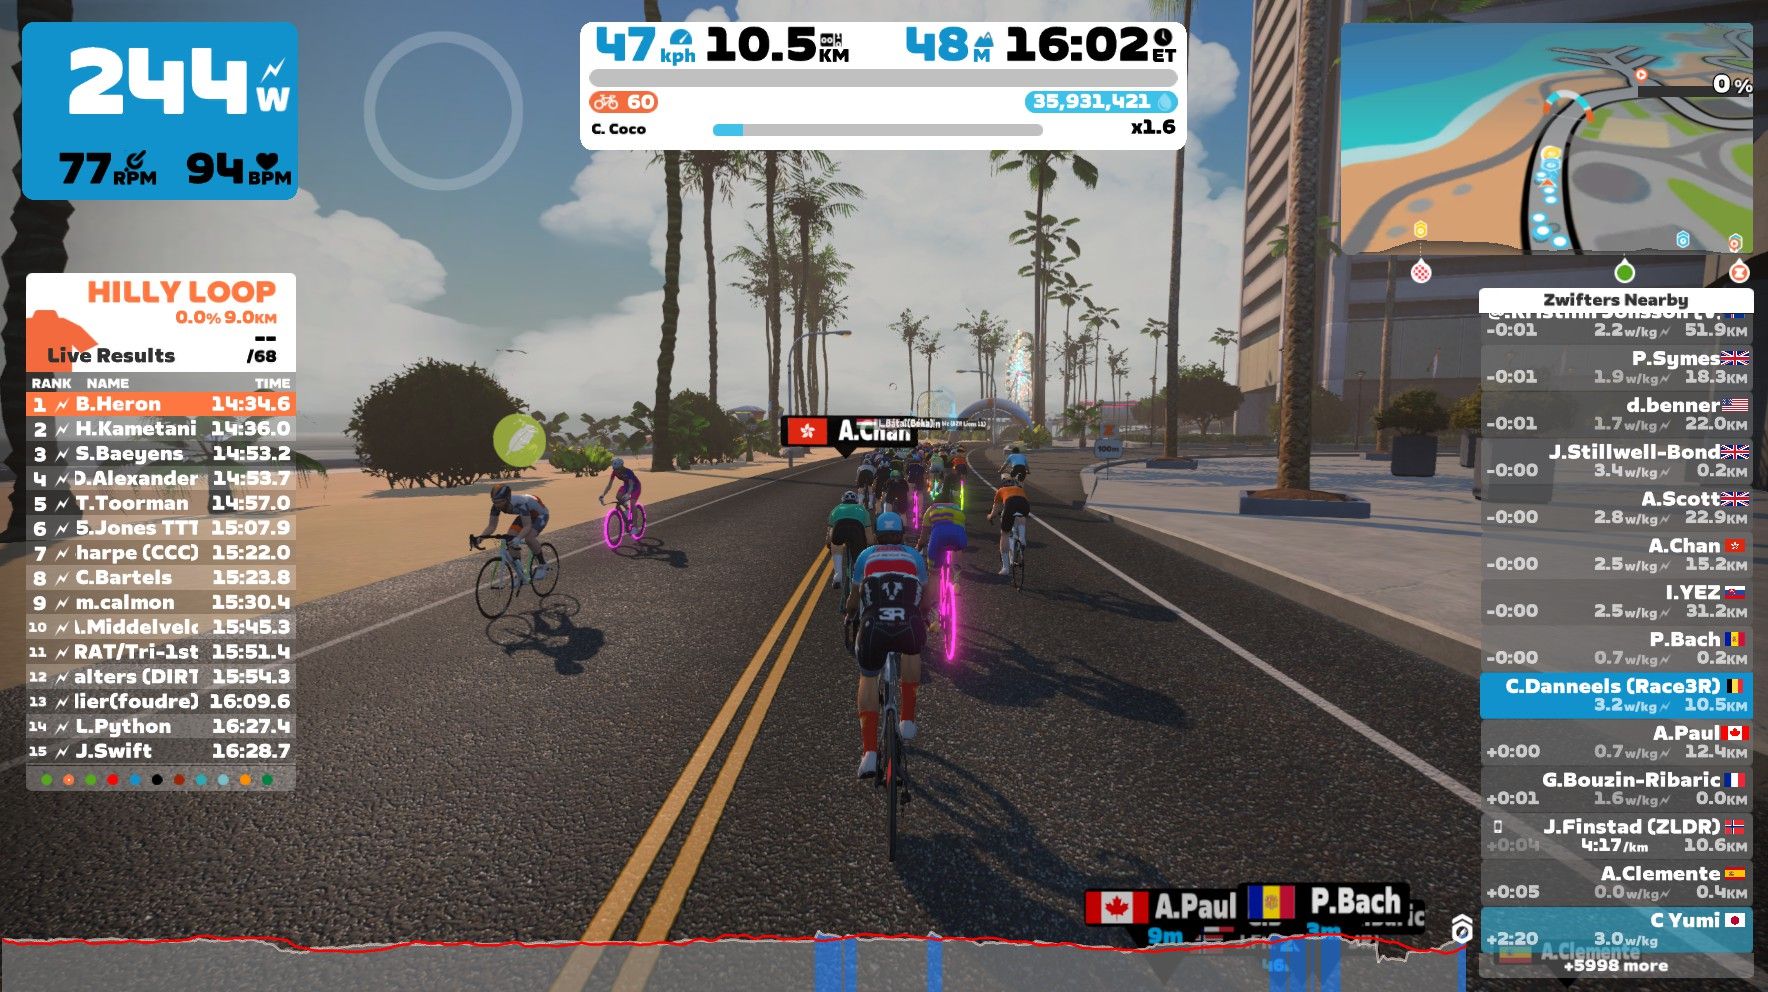 244 W
77 RPM 94 BPM
47 kph 10.5 KM 48 M 16:02 ET
60 35,931,421
C. Coco x1.6
0 %
HILLY LOOP
0.0% 9.0KM
--
Live Results /68
RANK NAME TIME
1 B.Heron 14:34.6
2 H.Kametani 14:36.0
3 S.Baeyens 14:53.2
4 D.Alexander 14:53.7
5 T.Toorman 14:57.0
6 S.Jones TTT 15:07.9
7 harpe (CCC) 15:22.0
8 C.Bartels 15:23.8
9 m.calmon 15:30.4
10 .Middelvelc 15:45.3
11 RAT/Tri-1st 15:51.4
12 alters (DIRT 15:54.3
13 lier(foudre) 16:09.6
14 L.Python 16:27.4
15 J.Swift 16:28.7
A.Chan
100m
3R
Zwifters Nearby
-0:01 2.2w/kg 51.9KM
P.Symes
-0:01 1.9w/kg 18.3KM
d.benner
-0:01 1.7w/kg 22.0KM
J.Stillwell-Bond
-0:00 3.4w/kg 0.2KM
A.Scott
-0:00 2.8w/kg 22.9KM
A.Chan
-0:00 2.5w/kg 15.2KM
I.YEZ
-0:00 2.5w/kg 31.2KM
P.Bach
-0:00 0.7w/kg 0.2KM
C.Danneels (Race3R)
3.2w/kg 10.5KM
A.Paul
+0:00 0.7w/kg 12.4KM
G.Bouzin-Ribaric
+0:01 1.6w/kg 0.0KM
J.Finstad (ZLDR)
+0:04 4:17/km 10.6KM
A.Clemente
+0:05 0.0w/kg 0.4KM
C Yumi
+2:20 3.0w/kg
+5998 more
A.Paul P.Bach
9m 3m
A.Clemente